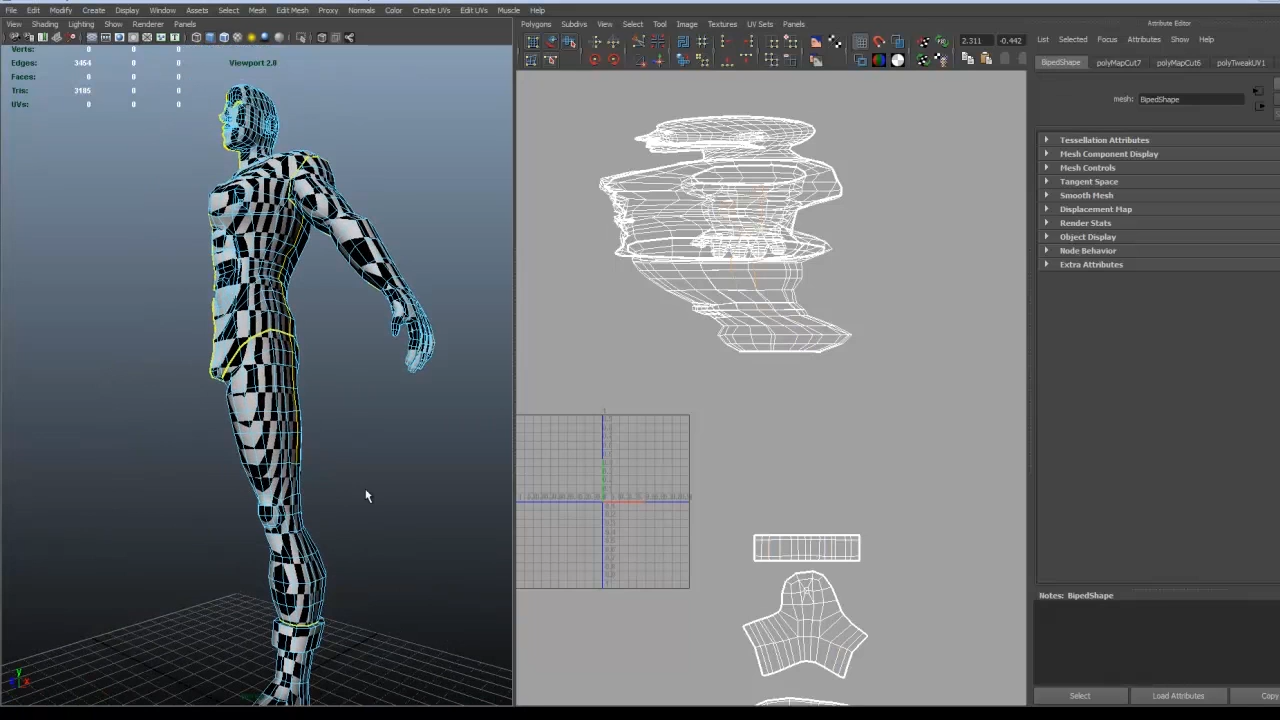 File Edit Modify Create Display Window Assets Select Mesh Edit Mesh Proxy Normals Color Create UVs Edit UVs Muscle Help
View Shading Lighting Show Renderer Panels
Polygons Subdivs View Select Tool Image Textures UV Sets Panels
Attribute Editor
List Selected Focus Attributes Show Help
2.311 -0.442
Verts: 0 0 0
Edges: 3464 0 0
Faces: 0 0 0
Tris: 3185 0 0
UVs: 0 0 0
Viewport 2.0
BipedShape polyMapCut7 polyMapCut6 polyTweakUV1
mesh: BipedShape
Tessellation Attributes
Mesh Component Display
Mesh Controls
Tangent Space
Smooth Mesh
Displacement Map
Render Stats
Object Display
Node Behavior
Extra Attributes
Notes: BipedShape
Select Load Attributes Copy
y
x